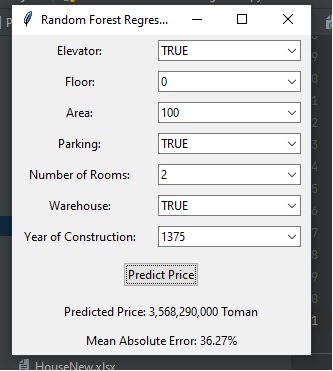 Random Forest Regres...
Elevator: TRUE
Floor: 0
Area: 100
Parking: TRUE
Number of Rooms: 2
Warehouse: TRUE
Year of Construction: 1375
Predict Price
Predicted Price: 3,568,290,000 Toman
Mean Absolute Error: 36.27%
HouseNew.xlsx